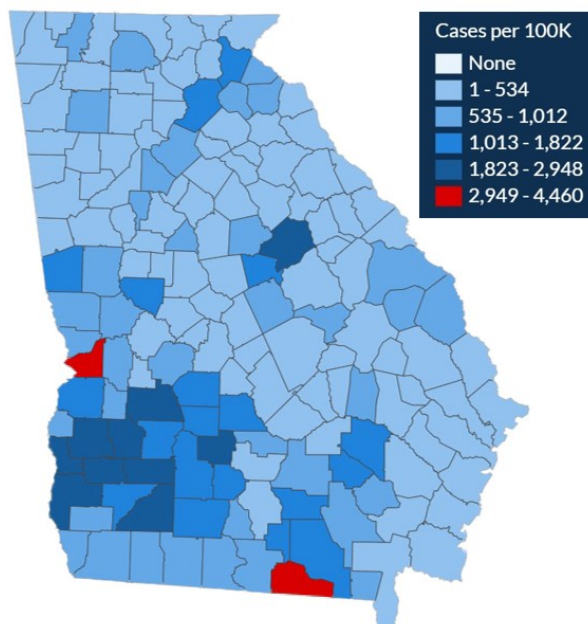 Cases per 100K
None
1 - 534
535 - 1,012
1,013 - 1,822
1,823 - 2,948
2,949 - 4,460